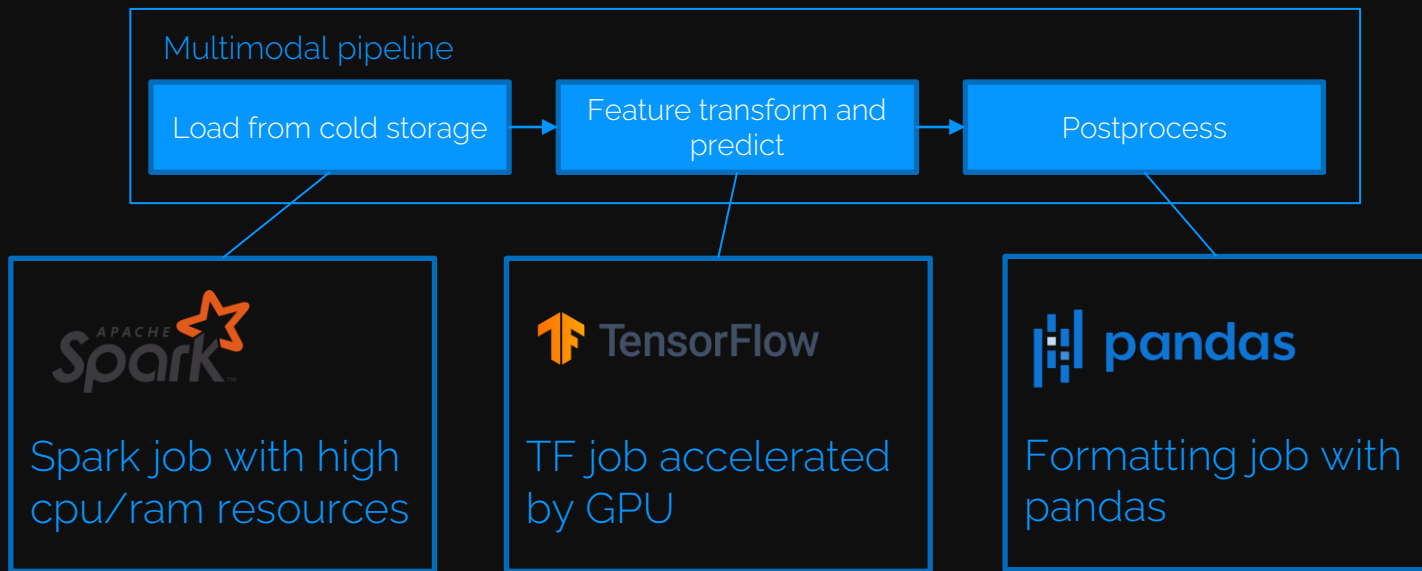 Multimodal pipeline
Load from cold storage
Feature transform and
predict
Postprocess
APACHE
Spark
TensorFlow
pandas
Spark job with high
cpu/ram resources
TF job accelerated
by GPU
Formatting job with
pandas